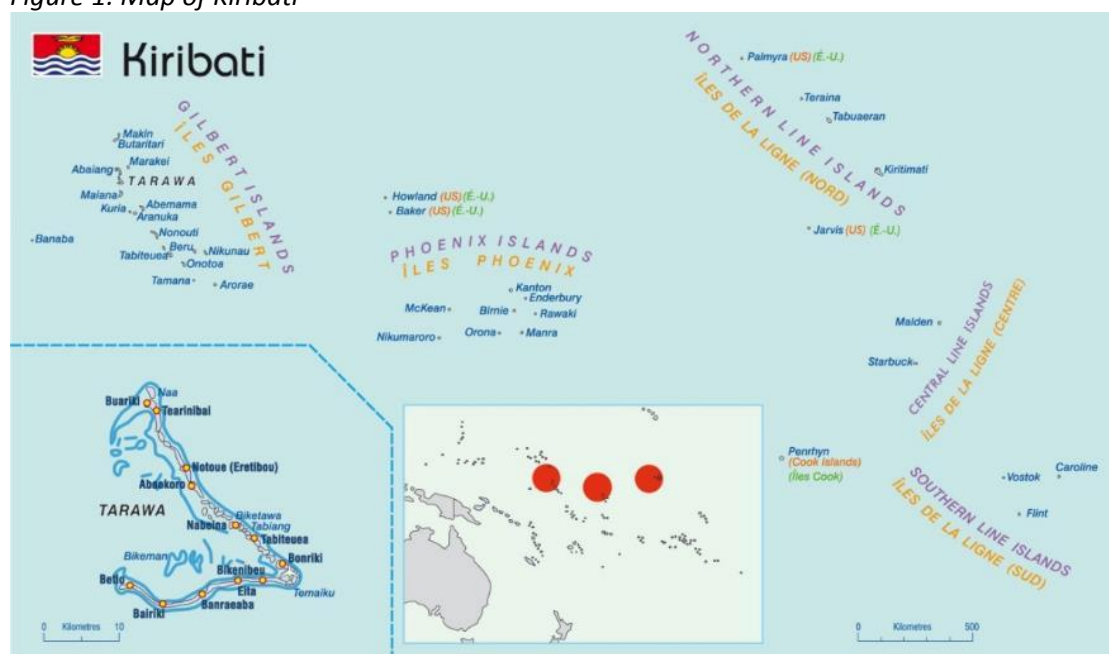 Figure 1: Map of Kiribati
Kiribati
GILBERT ISLANDS
ÎLES GILBERT
Makin
Butaritari
Marakei
Abaiang
TARAWA
Maiana
Abemama
Kuria
Aranuka
Banaba
Nonouti
Beru
Nikunau
Tabiteuea
Onotoa
Tamana
Arorae
Howland (US) (É.-U.)
Baker (US) (É.-U.)
PHOENIX ISLANDS
ÎLES PHOENIX
Kanton
Enderbury
McKean
Birnie
Rawaki
Nikumaroro
Orona
Manra
Palmyra (US) (É.-U.)
NORTHERN LINE ISLANDS
ÎLES DE LA LIGNE (NORD)
Teraina
Tabuaeran
Kiritimati
Jarvis (US) (É.-U.)
Malden
Starbuck
CENTRAL LINE ISLANDS
ÎLES DE LA LIGNE (CENTRE)
Penrhyn
(Cook Islands)
(Îles Cook)
Vostok
Caroline
Flint
SOUTHERN LINE ISLANDS
ÎLES DE LA LIGNE (SUD)
Naa
Buariki
Tearinibai
Notoue (Eretibou)
Abaokoro
TARAWA
Biketawa
Nabeina
Tabiang
Tabiteuea
Bikeman
Bonriki
Bikenibeu
Betio
Eita
Temaiku
Banraeaba
Bairiki
0 Kilometres 10
0 Kilometres 500